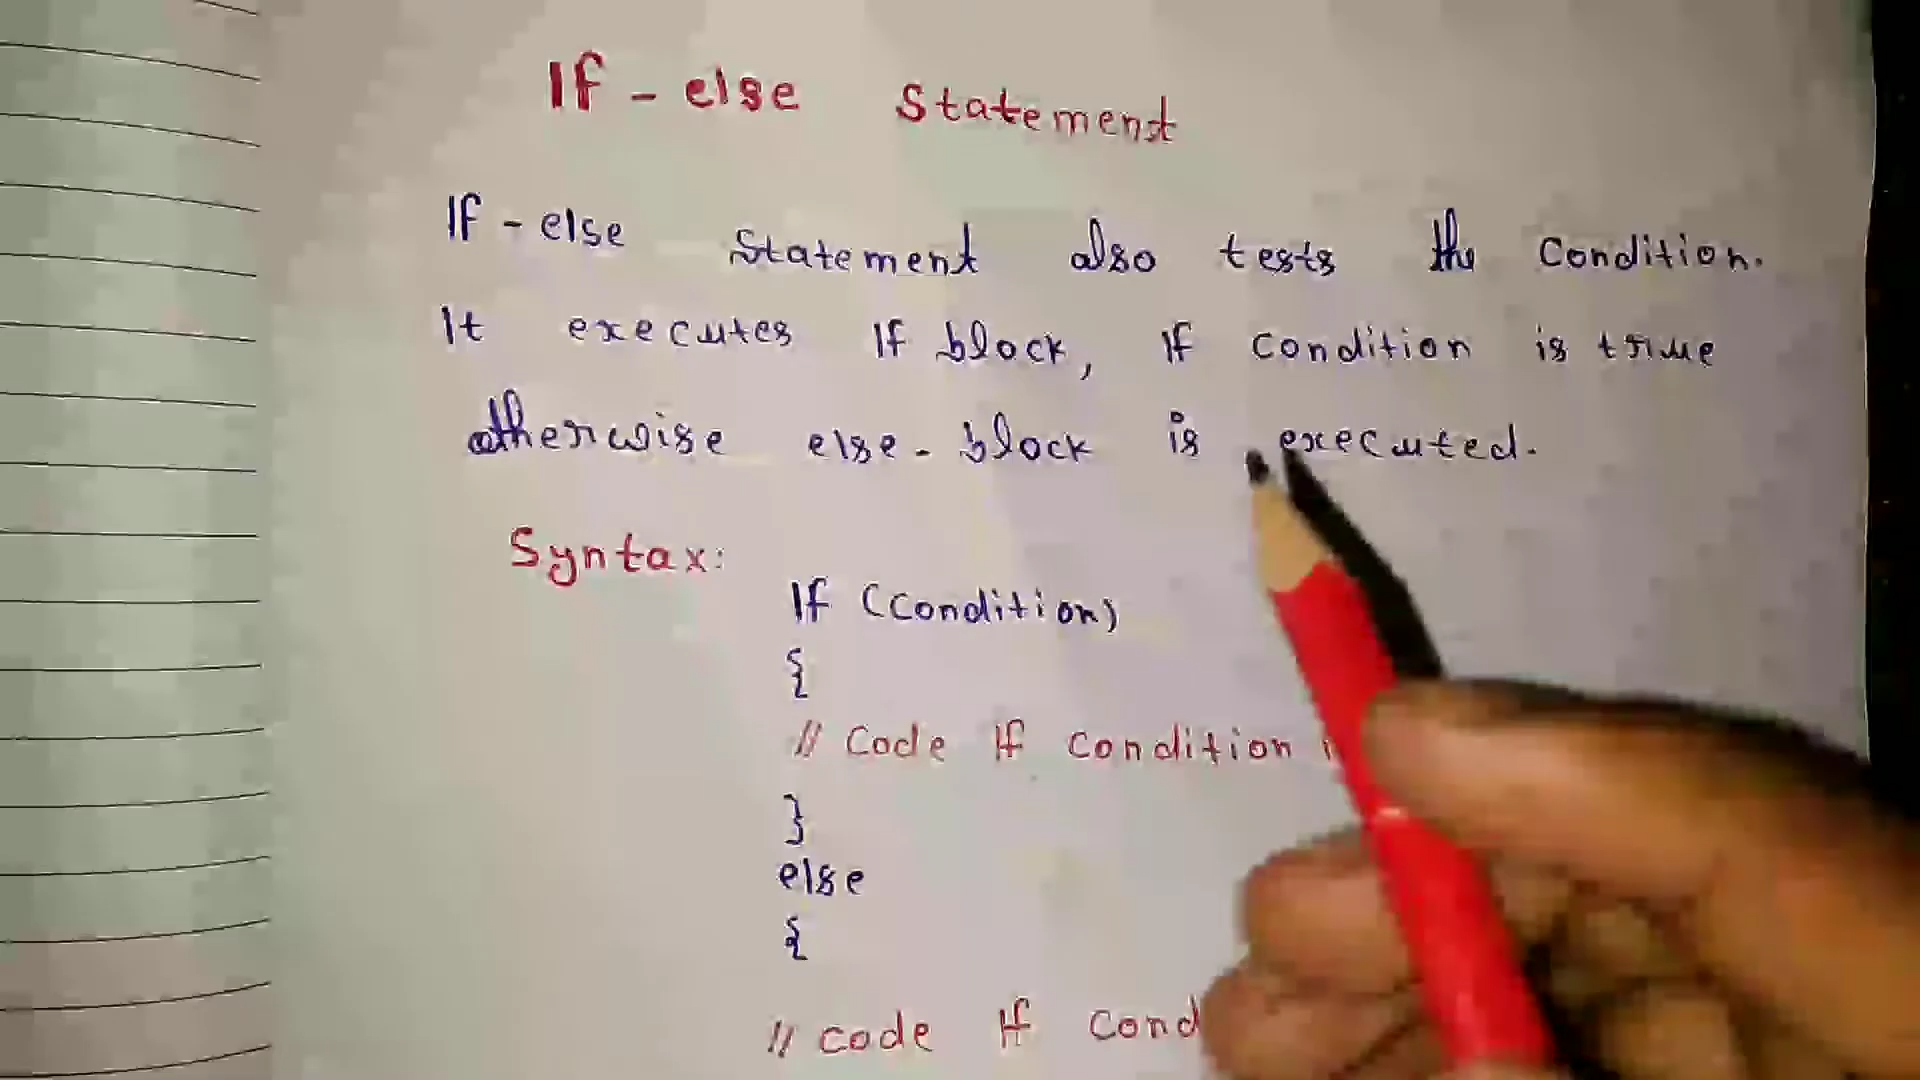 If - else Statement
If - else Statement also tests the Condition.
It executes If block, If Condition is true
otherwise else - block is executed.
Syntax:
If (Condition)
{
// Code If Condition
}
else
{
// code If